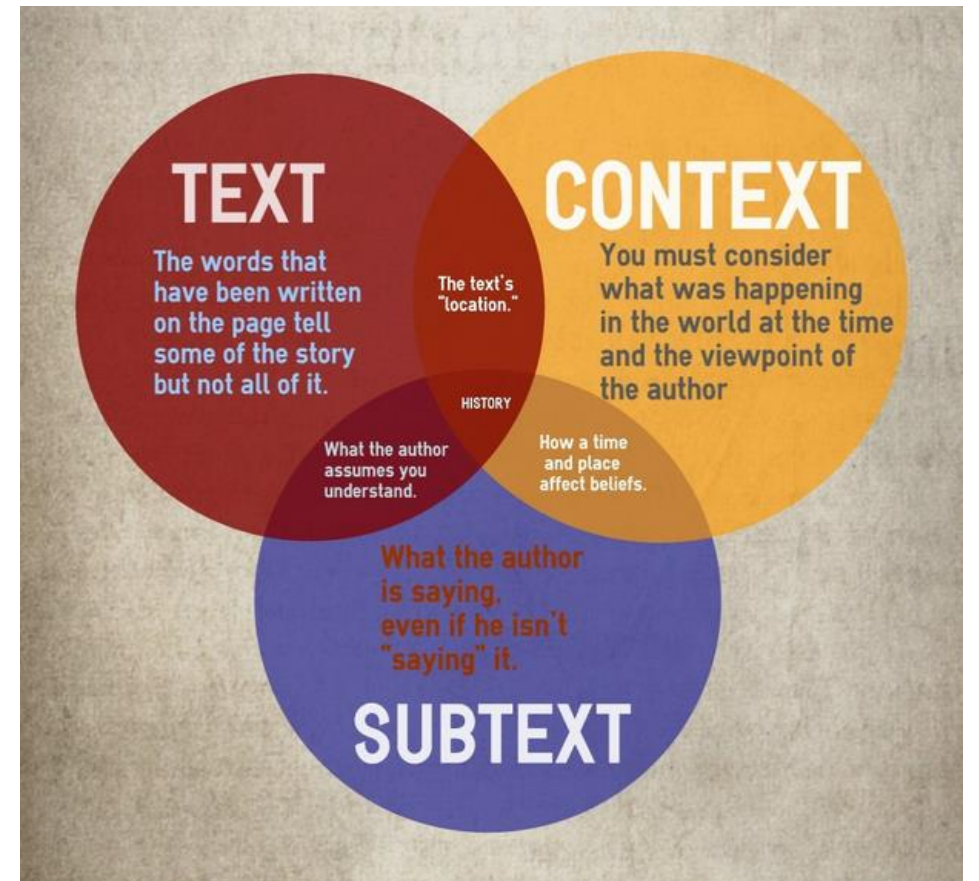 TEXT
The words that
have been written
on the page tell
some of the story
but not all of it.
CONTEXT
You must consider
what was happening
in the world at the time
and the viewpoint of
the author
The text's
"location."
HISTORY
What the author
assumes you
understand.
How a time
and place
affect beliefs.
What the author
is saying,
even if he isn't
"saying" it.
SUBTEXT